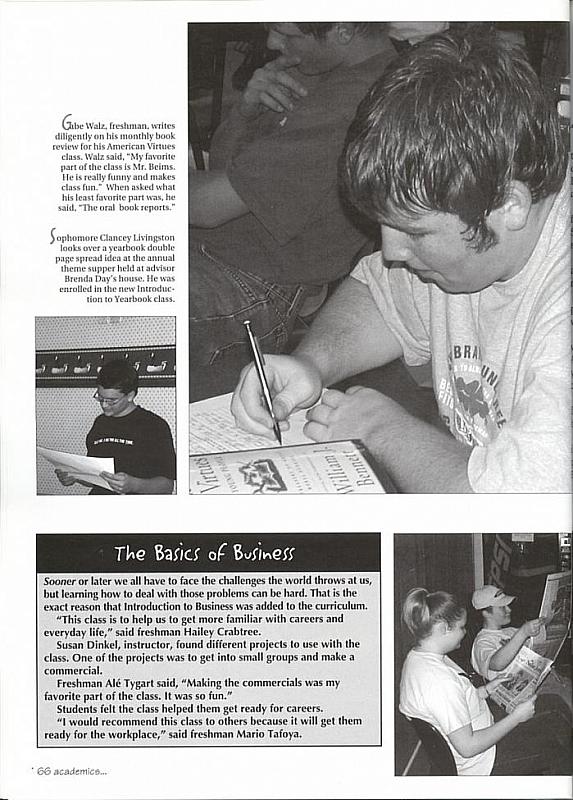 Gabe Walz, freshman, writes
diligently on his monthly book
review for his American Virtues
class. Walz said, "My favorite
part of the class is Mr. Beims.
He is really funny and makes
class fun." When asked what
his least favorite part was, he
said, "The oral book reports."
Sophomore Clancey Livingston
looks over a yearbook double
page spread idea at the annual
theme supper held at advisor
Brenda Day's house. He was
enrolled in the new Introduc-
tion to Yearbook class.
Virtues
William J.
Bennett
The Basics of Business
Sooner or later we all have to face the challenges the world throws at us,
but learning how to deal with those problems can be hard. That is the
exact reason that Introduction to Business was added to the curriculum.
"This class is to help us to get more familiar with careers and
everyday life," said freshman Hailey Crabtree.
Susan Dinkel, instructor, found different projects to use with the
class. One of the projects was to get into small groups and make a
commercial.
Freshman Alé Tygart said, "Making the commercials was my
favorite part of the class. It was so fun."
Students felt the class helped them get ready for careers.
"I would recommend this class to others because it will get them
ready for the workplace," said freshman Mario Tafoya.
PEPSI
66 academics...